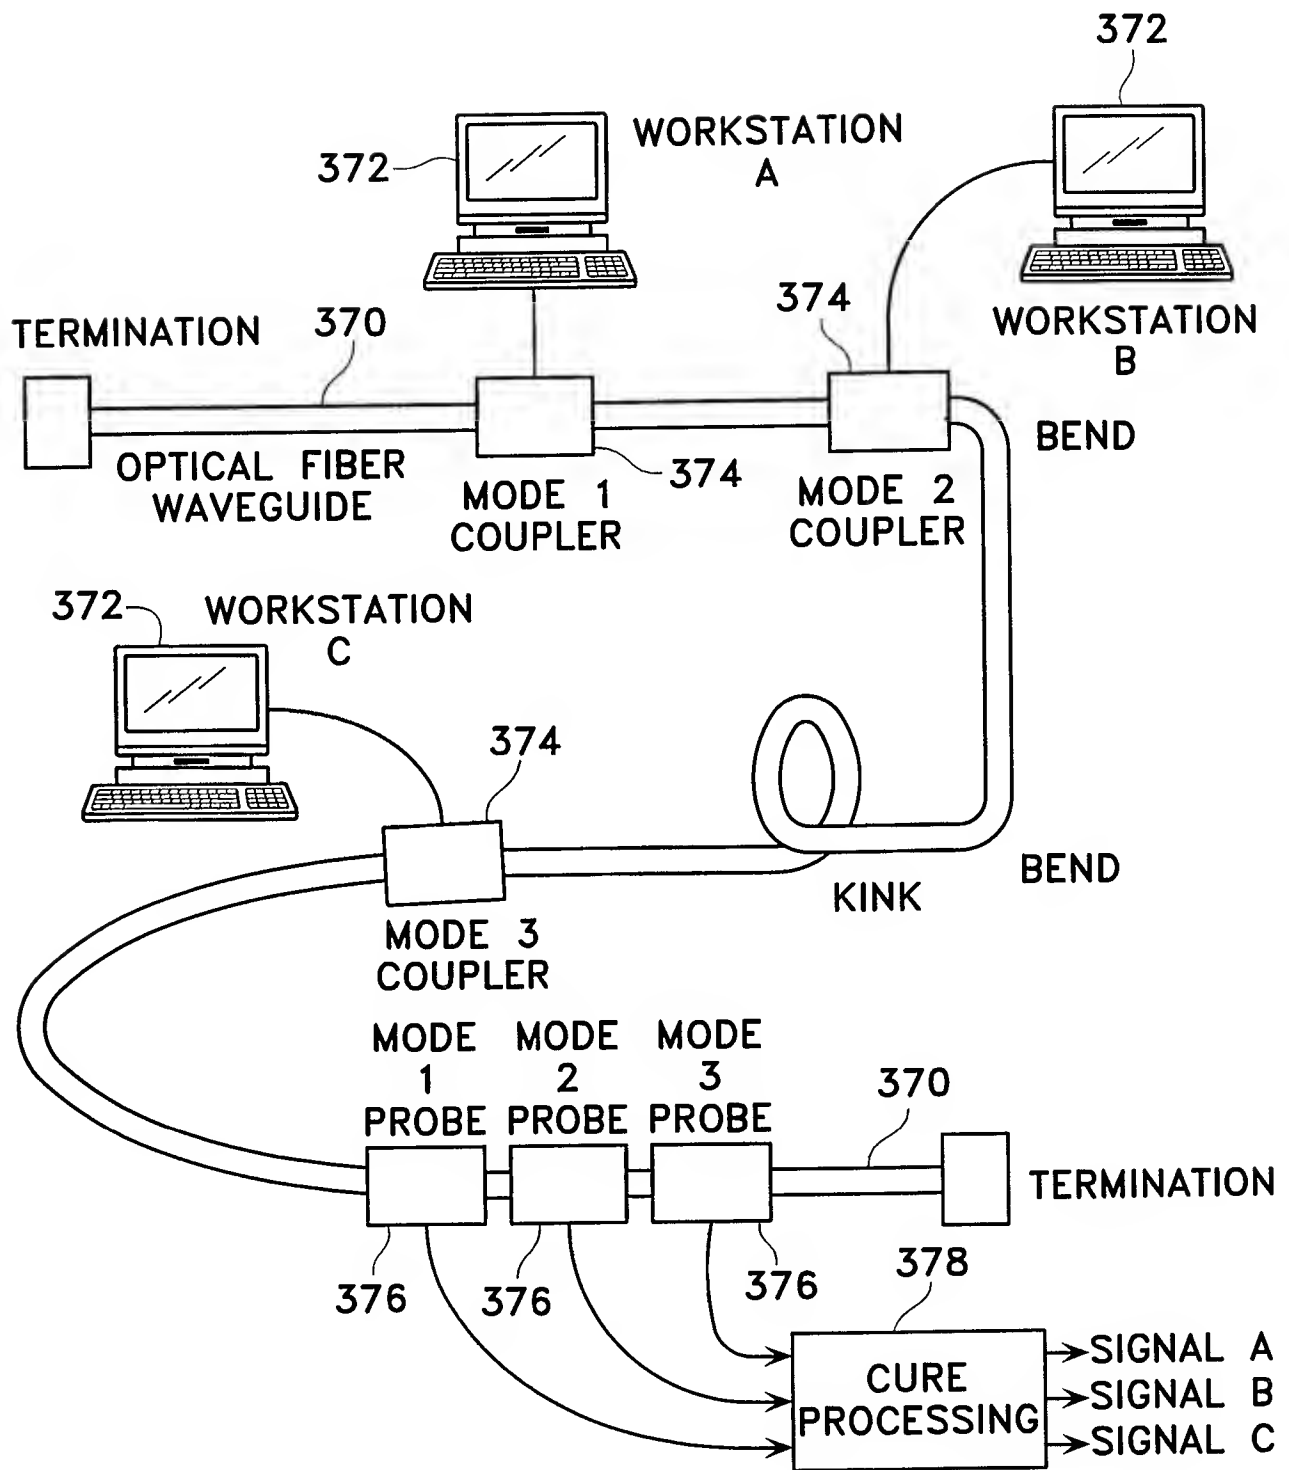 372
372
WORKSTATION
A
374
WORKSTATION
B
TERMINATION
370
BEND
OPTICAL FIBER
WAVEGUIDE
374
MODE 1
COUPLER
MODE 2
COUPLER
372
WORKSTATION
C
374
BEND
KINK
MODE 3
COUPLER
MODE
1
PROBE
MODE
2
PROBE
MODE
3
PROBE
370
TERMINATION
376
376
376
378
CURE
PROCESSING
SIGNAL A
SIGNAL B
SIGNAL C